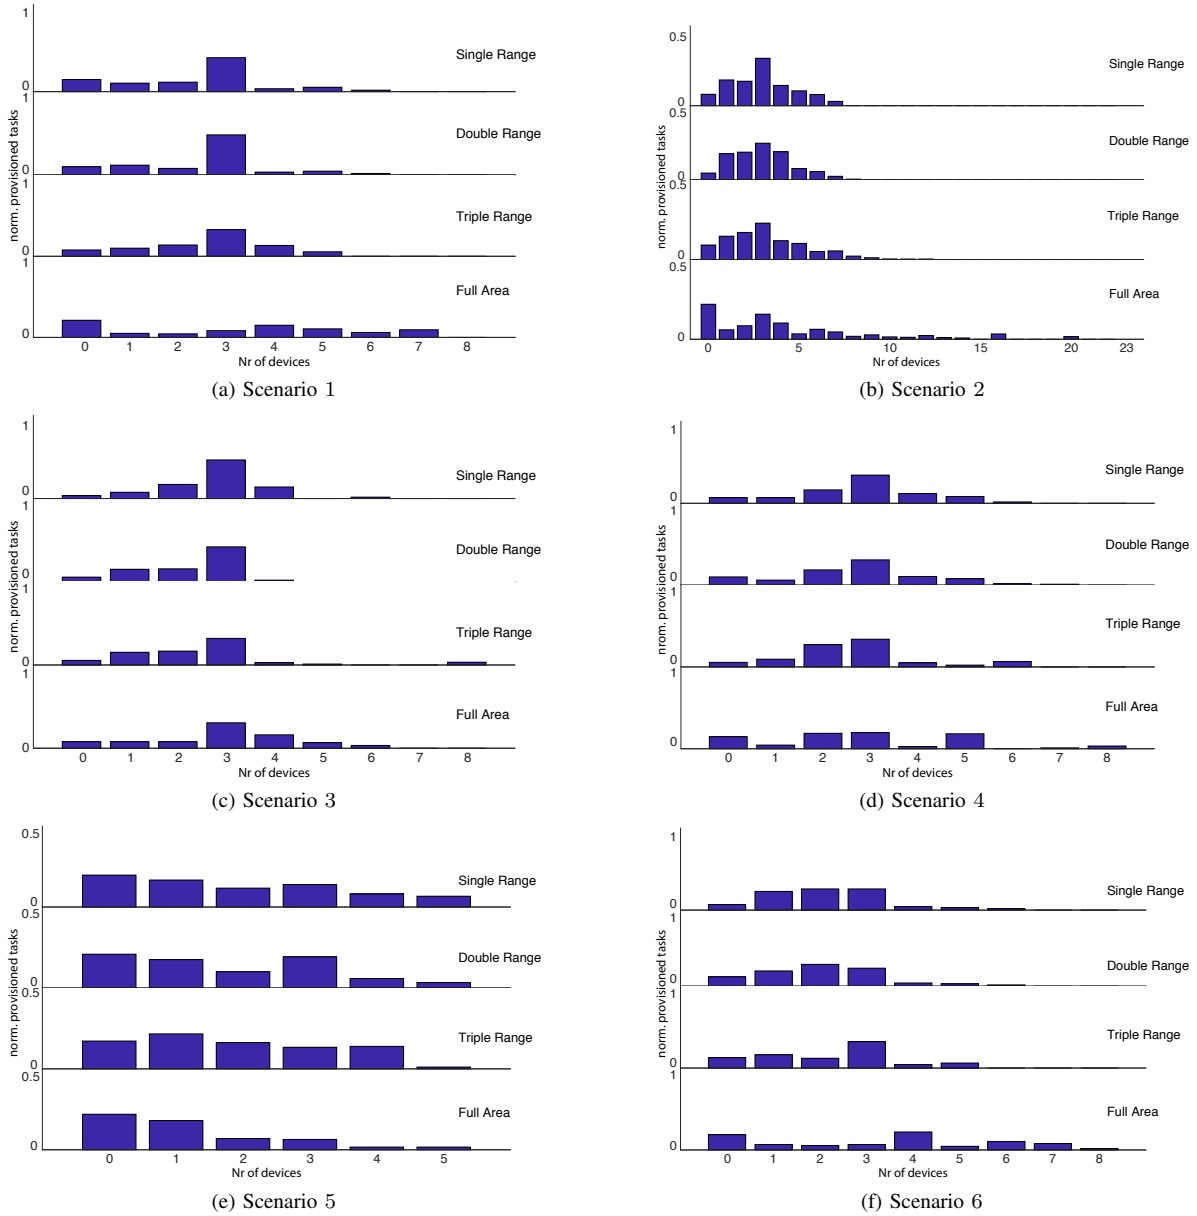 norm. provisioned tasks
1
Single Range
0
1
Double Range
0
1
Triple Range
0
1
Full Area
0
0 1 2 3 4 5 6 7 8
Nr of devices
(a) Scenario 1
norm. provisioned tasks
0.5
Single Range
0
0.5
Double Range
0
0.5
Triple Range
0
0.5
Full Area
0
0 5 10 15 20 23
Nr of devices
(b) Scenario 2
norm. provisioned tasks
1
Single Range
0
1
Double Range
0
1
Triple Range
0
1
Full Area
0
0 1 2 3 4 5 6 7 8
Nr of devices
(c) Scenario 3
nrom. provisioned tasks
1
Single Range
0
1
Double Range
0
1
Triple Range
0
1
Full Area
0
0 1 2 3 4 5 6 7 8
Nr of devices
(d) Scenario 4
norm. provisioned tasks
0.5
Single Range
0
0.5
Double Range
0
0.5
Triple Range
0
0.5
Full Area
0
0 1 2 3 4 5
Nr of devices
(e) Scenario 5
norm. provisioned tasks
1
Single Range
0
1
Double Range
0
1
Triple Range
0
1
Full Area
0
0 1 2 3 4 5 6 7 8
Nr of devices
(f) Scenario 6